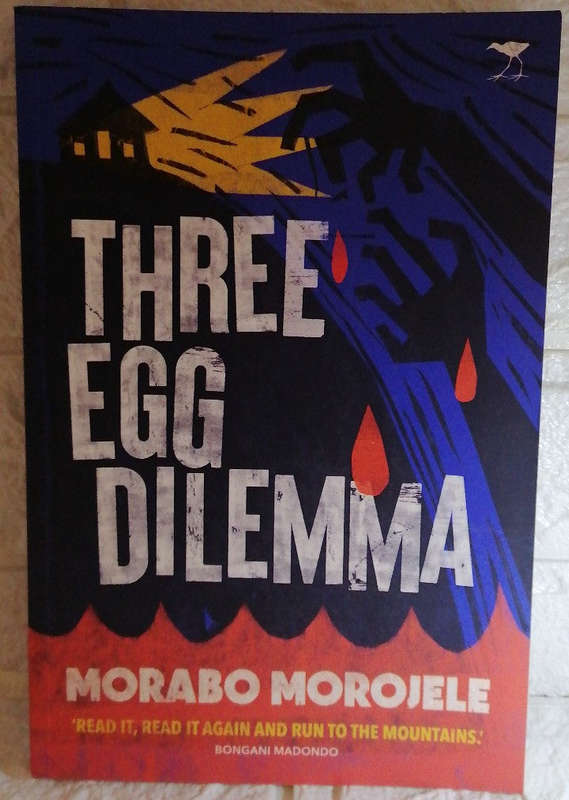 THREE
EGG
DILEMMA
MORABO MOROJELE
'READ IT, READ IT AGAIN AND RUN TO THE MOUNTAINS.'
BONGANI MADONDO